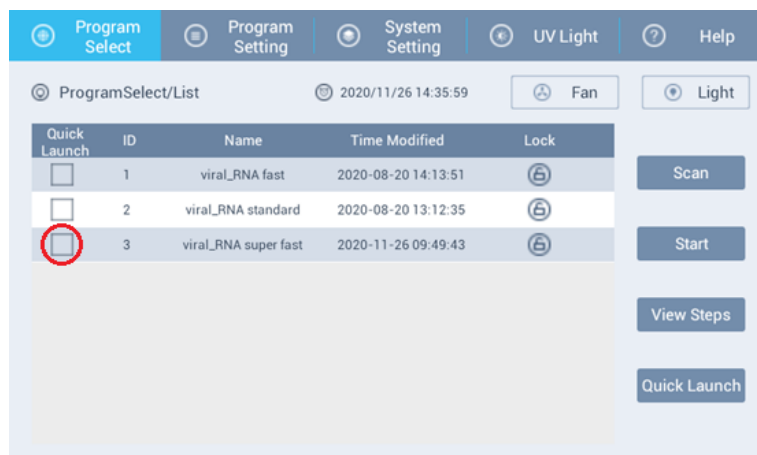 Program Select
Program Setting
System Setting
UV Light
Help
ProgramSelect/List
2020/11/26 14:35:59
Fan
Light
Quick Launch
ID
Name
Time Modified
Lock
1 viral_RNA fast 2020-08-20 14:13:51
2 viral_RNA standard 2020-08-20 13:12:35
3 viral_RNA super fast 2020-11-26 09:49:43
Scan
Start
View Steps
Quick Launch